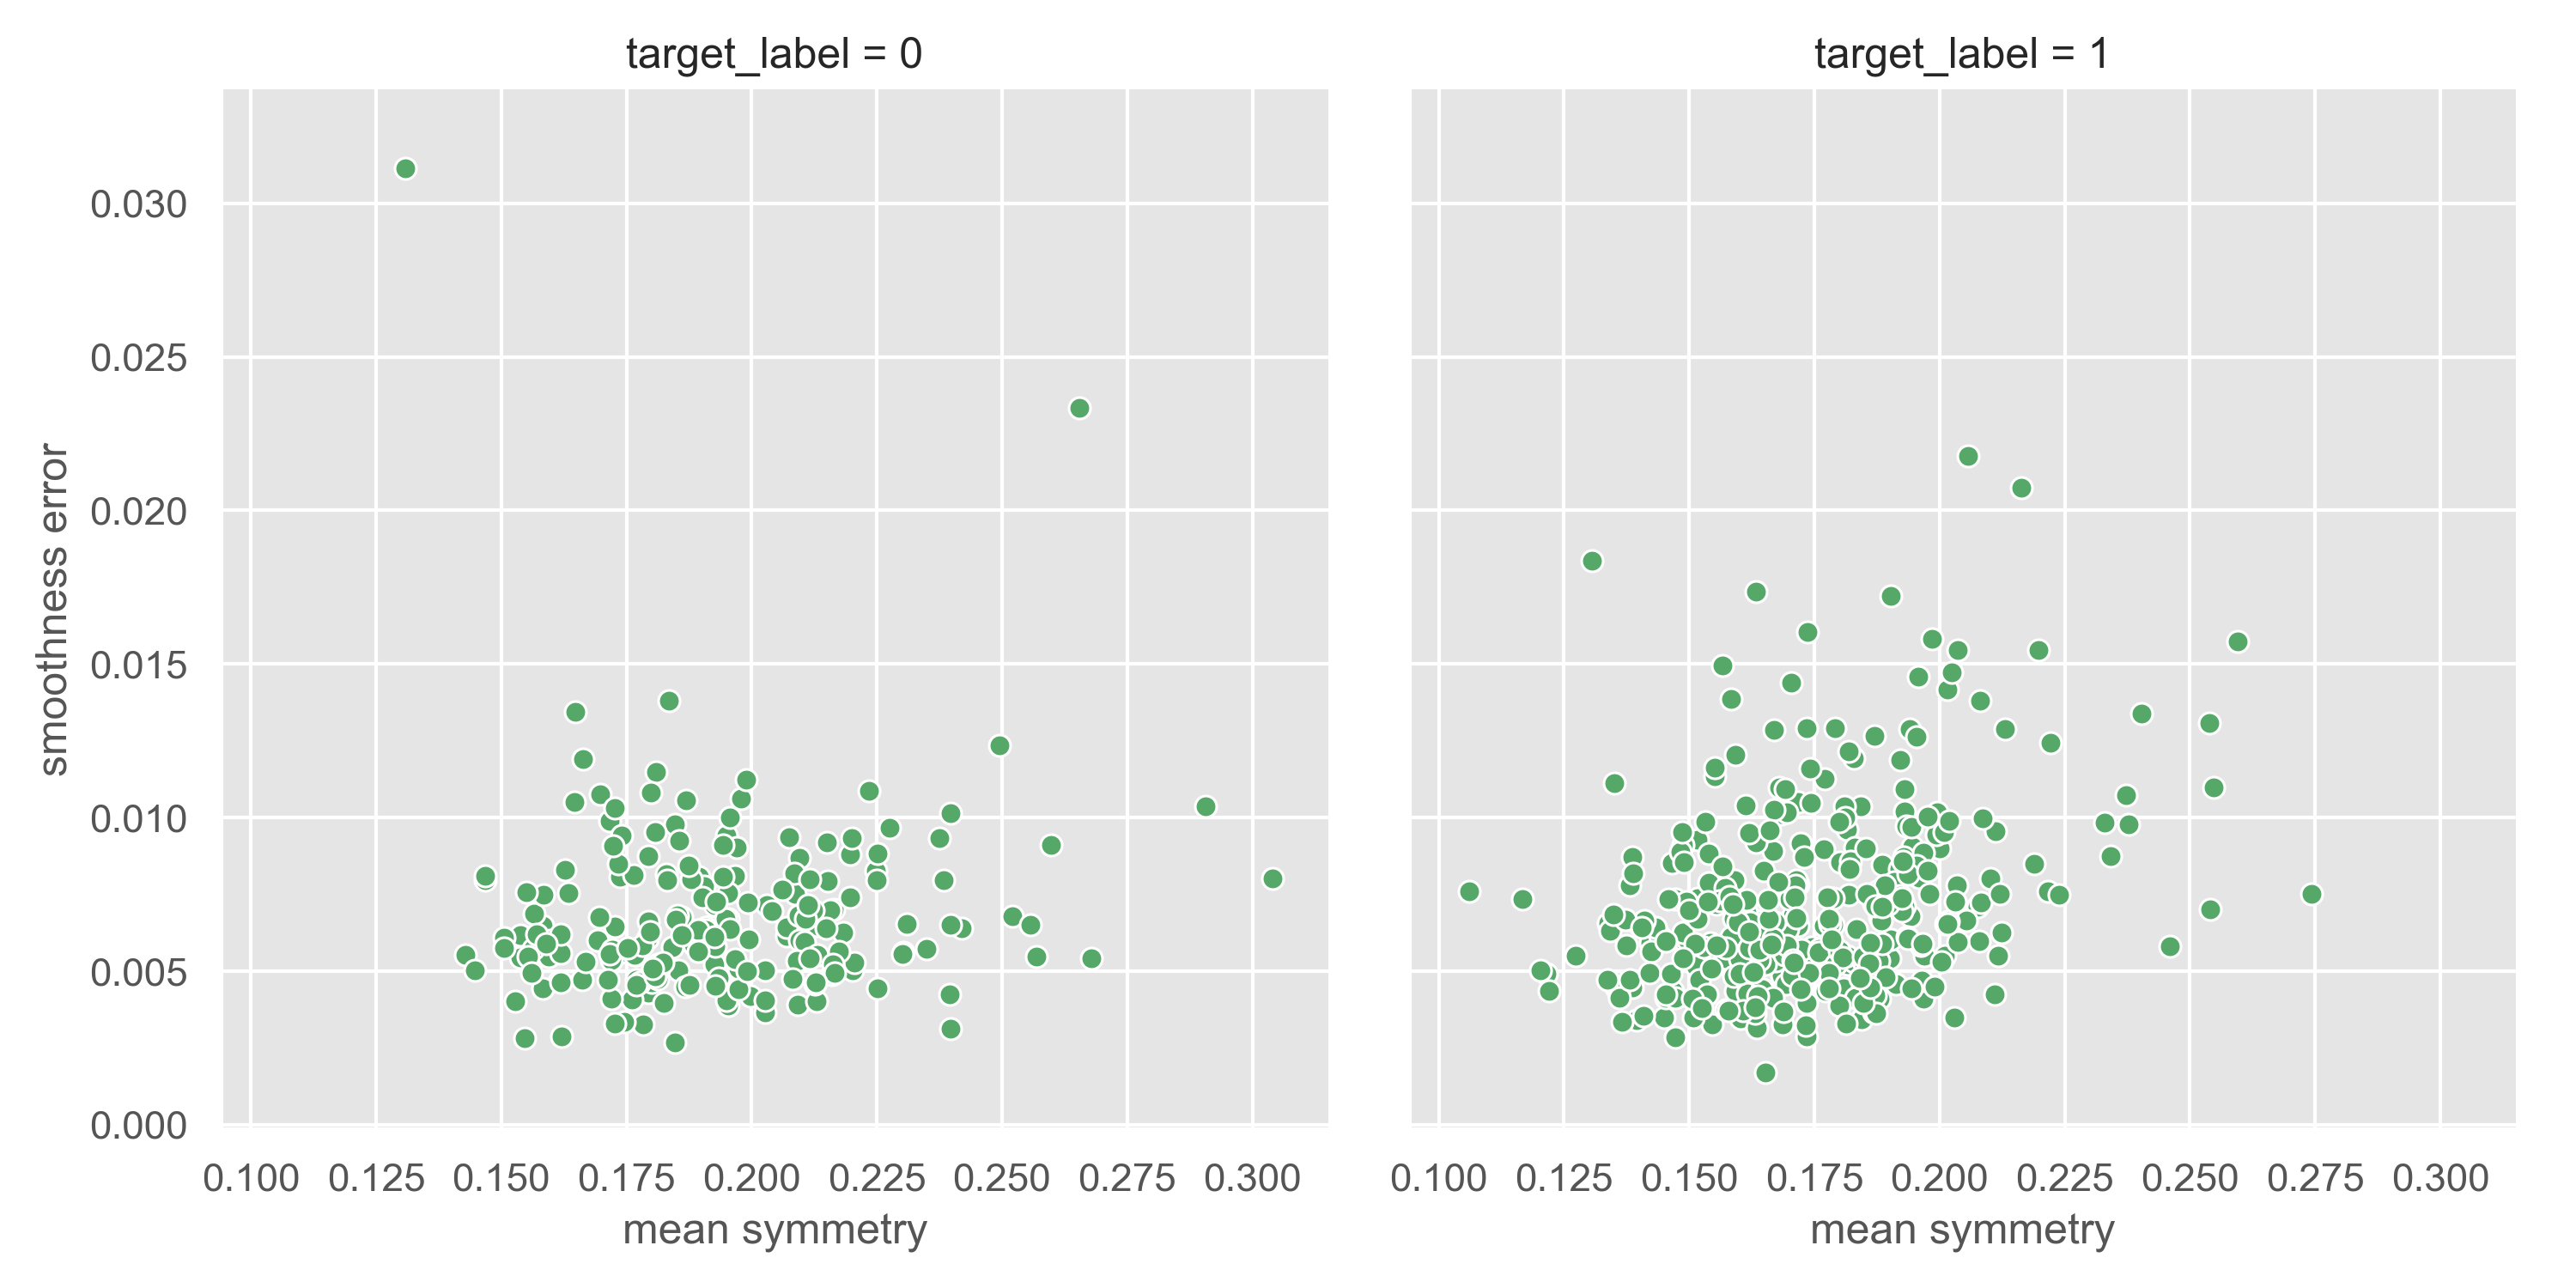 target_label = 0
target_label = 1
0.030
0.025
0.020
0.015
0.010
0.005
0.000
smoothness error
0.100 0.125 0.150 0.175 0.200 0.225 0.250 0.275 0.300
0.100 0.125 0.150 0.175 0.200 0.225 0.250 0.275 0.300
mean symmetry
mean symmetry